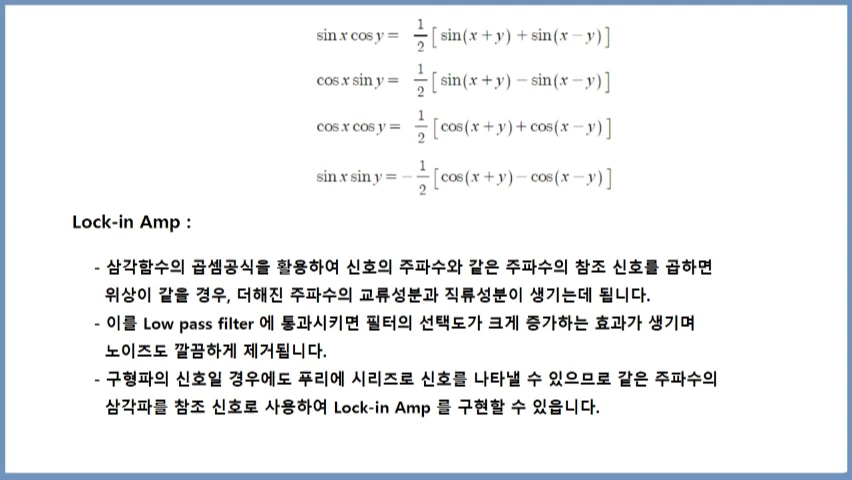 sin x cos y = 1/2 [ sin(x + y) + sin(x − y) ]
cos x sin y = 1/2 [ sin(x + y) − sin(x − y) ]
cos x cos y = 1/2 [ cos(x + y) + cos(x − y) ]
sin x sin y = − 1/2 [ cos(x + y) − cos(x − y) ]
Lock-in Amp :
- 삼각함수의 곱셈공식을 활용하여 신호의 주파수와 같은 주파수의 참조 신호를 곱하면
위상이 같을 경우, 더해진 주파수의 교류성분과 직류성분이 생기는데 됩니다.
- 이를 Low pass filter 에 통과시키면 필터의 선택도가 크게 증가하는 효과가 생기며
노이즈도 깔끔하게 제거됩니다.
- 구형파의 신호일 경우에도 푸리에 시리즈로 신호를 나타낼 수 있으므로 같은 주파수의
삼각파를 참조 신호로 사용하여 Lock-in Amp 를 구현할 수 있읍니다.